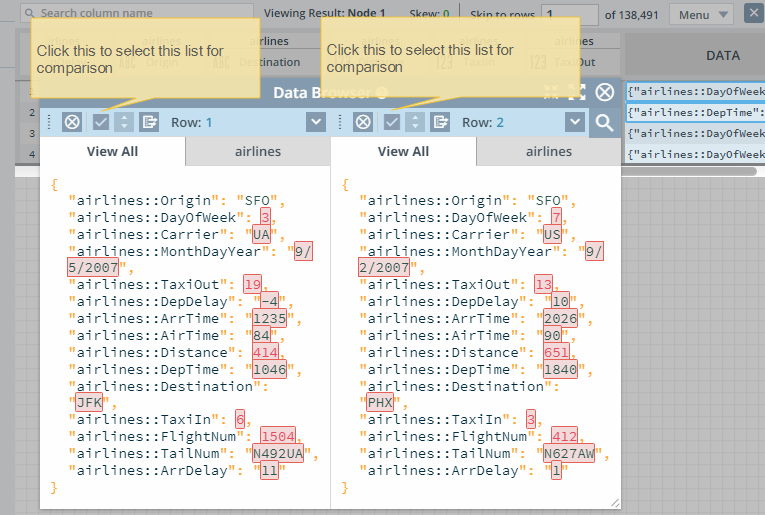 Search column name
Viewing Result: Node 1
Skew: 0
Skip to rows
1
of 138,491
Menu
Click this to select this list for
comparison
Click this to select this list for
comparison
airlines
airlines
airlines
ABC Origin
ABC Destination
123 TaxiIn
123 TaxiOut
DATA
Data Browser
1
2
3
4
{"airlines::DayOfWeek
{"airlines::DepTime":
{"airlines::DayOfWeek
{"airlines::DayOfWeek
Row: 1
View All
airlines
{
"airlines::Origin": "SFO",
"airlines::DayOfWeek": 3,
"airlines::Carrier": "UA",
"airlines::MonthDayYear": "9/
5/2007",
"airlines::TaxiOut": 19,
"airlines::DepDelay": "-4",
"airlines::ArrTime": "1235",
"airlines::AirTime": "84",
"airlines::Distance": 414,
"airlines::DepTime": "1046",
"airlines::Destination":
"JFK",
"airlines::TaxiIn": 6,
"airlines::FlightNum": 1504,
"airlines::TailNum": "N492UA",
"airlines::ArrDelay": "11"
}
Row: 2
View All
airlines
{
"airlines::Origin": "SFO",
"airlines::DayOfWeek": 7,
"airlines::Carrier": "US",
"airlines::MonthDayYear": "9/
2/2007",
"airlines::TaxiOut": 13,
"airlines::DepDelay": "10",
"airlines::ArrTime": "2026",
"airlines::AirTime": "90",
"airlines::Distance": 651,
"airlines::DepTime": "1840",
"airlines::Destination":
"PHX",
"airlines::TaxiIn": 3,
"airlines::FlightNum": 412,
"airlines::TailNum": "N627AW",
"airlines::ArrDelay": "1"
}